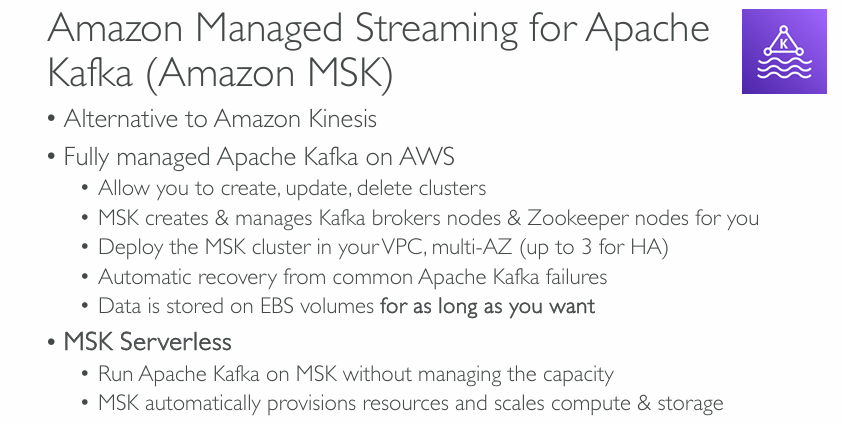 Amazon Managed Streaming for Apache
Kafka (Amazon MSK)
K
• Alternative to Amazon Kinesis
• Fully managed Apache Kafka on AWS
• Allow you to create, update, delete clusters
• MSK creates & manages Kafka brokers nodes & Zookeeper nodes for you
• Deploy the MSK cluster in your VPC, multi-AZ (up to 3 for HA)
• Automatic recovery from common Apache Kafka failures
• Data is stored on EBS volumes for as long as you want
• MSK Serverless
• Run Apache Kafka on MSK without managing the capacity
• MSK automatically provisions resources and scales compute & storage